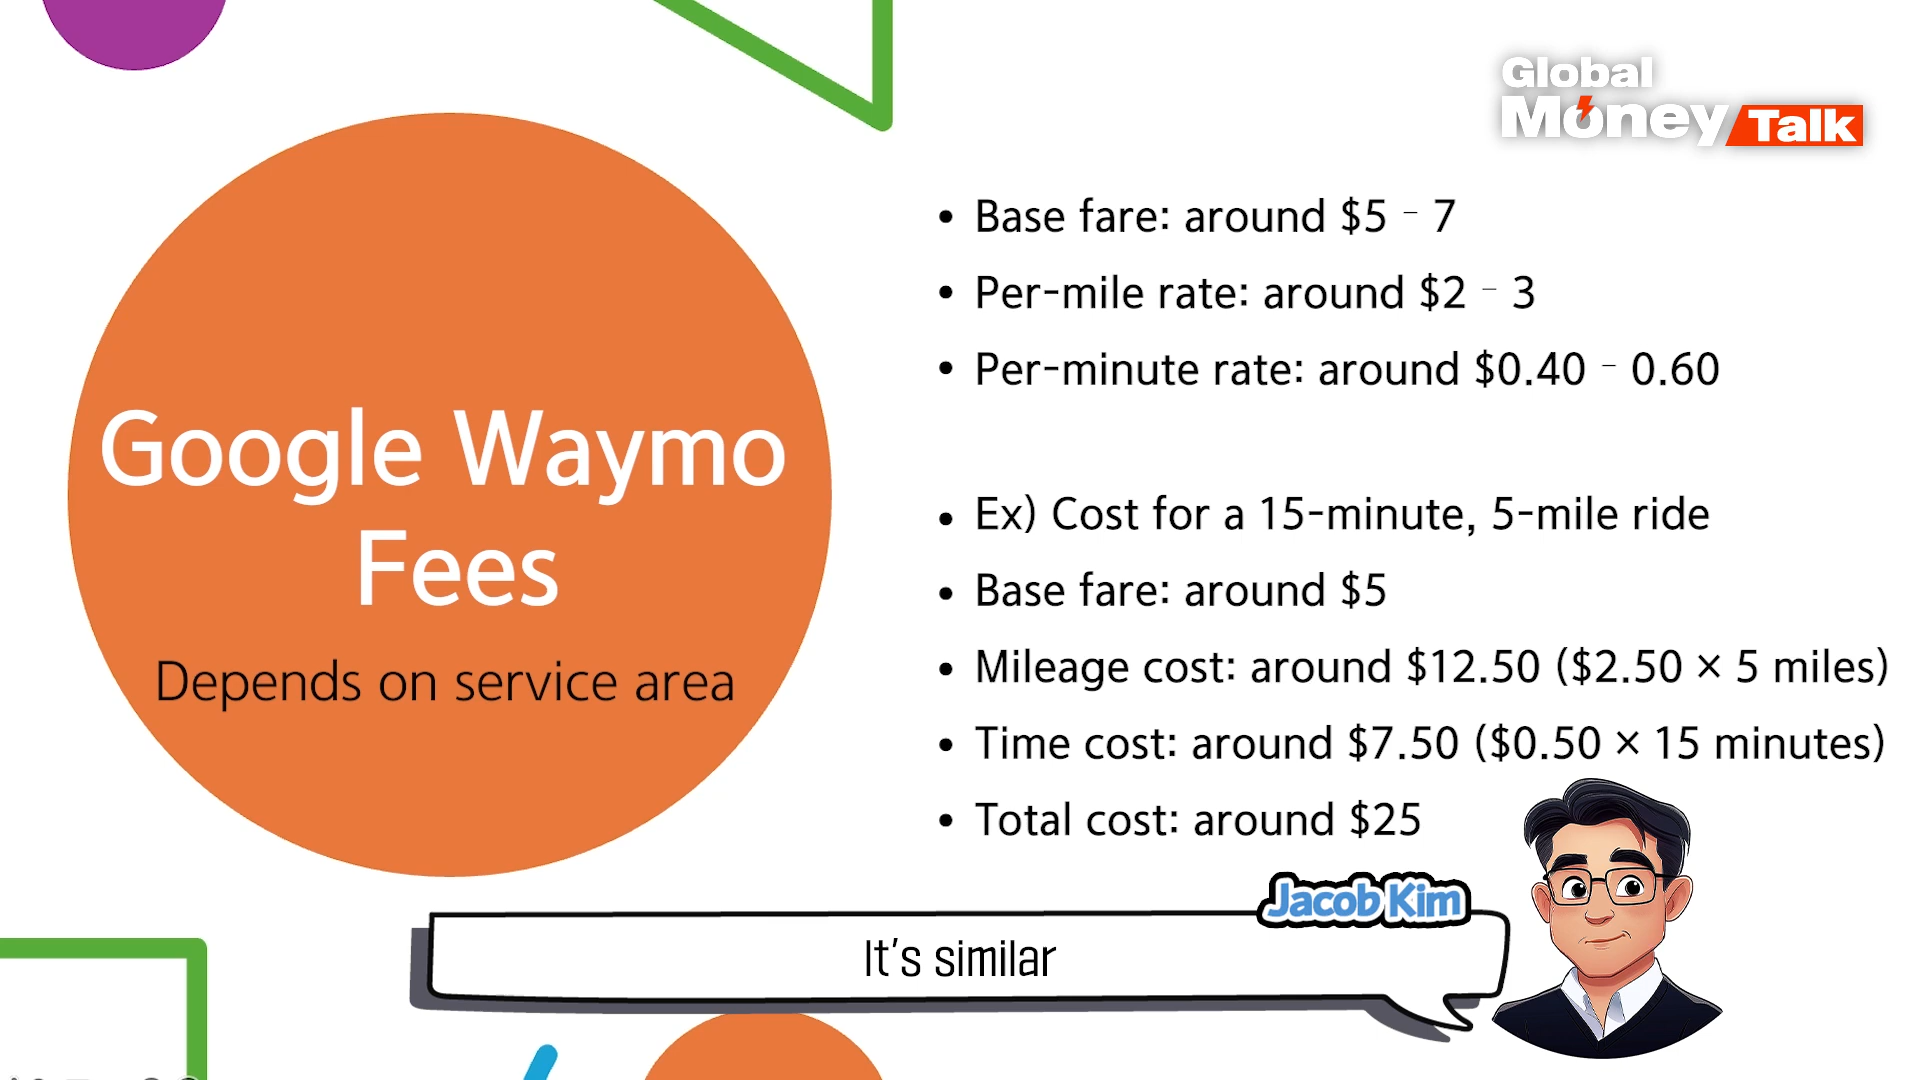 Global
Money Talk
Google Waymo
Fees
Depends on service area
• Base fare: around $5 – 7
• Per-mile rate: around $2 – 3
• Per-minute rate: around $0.40 – 0.60
• Ex) Cost for a 15-minute, 5-mile ride
• Base fare: around $5
• Mileage cost: around $12.50 ($2.50 × 5 miles)
• Time cost: around $7.50 ($0.50 × 15 minutes)
• Total cost: around $25
Jacob Kim
It's similar